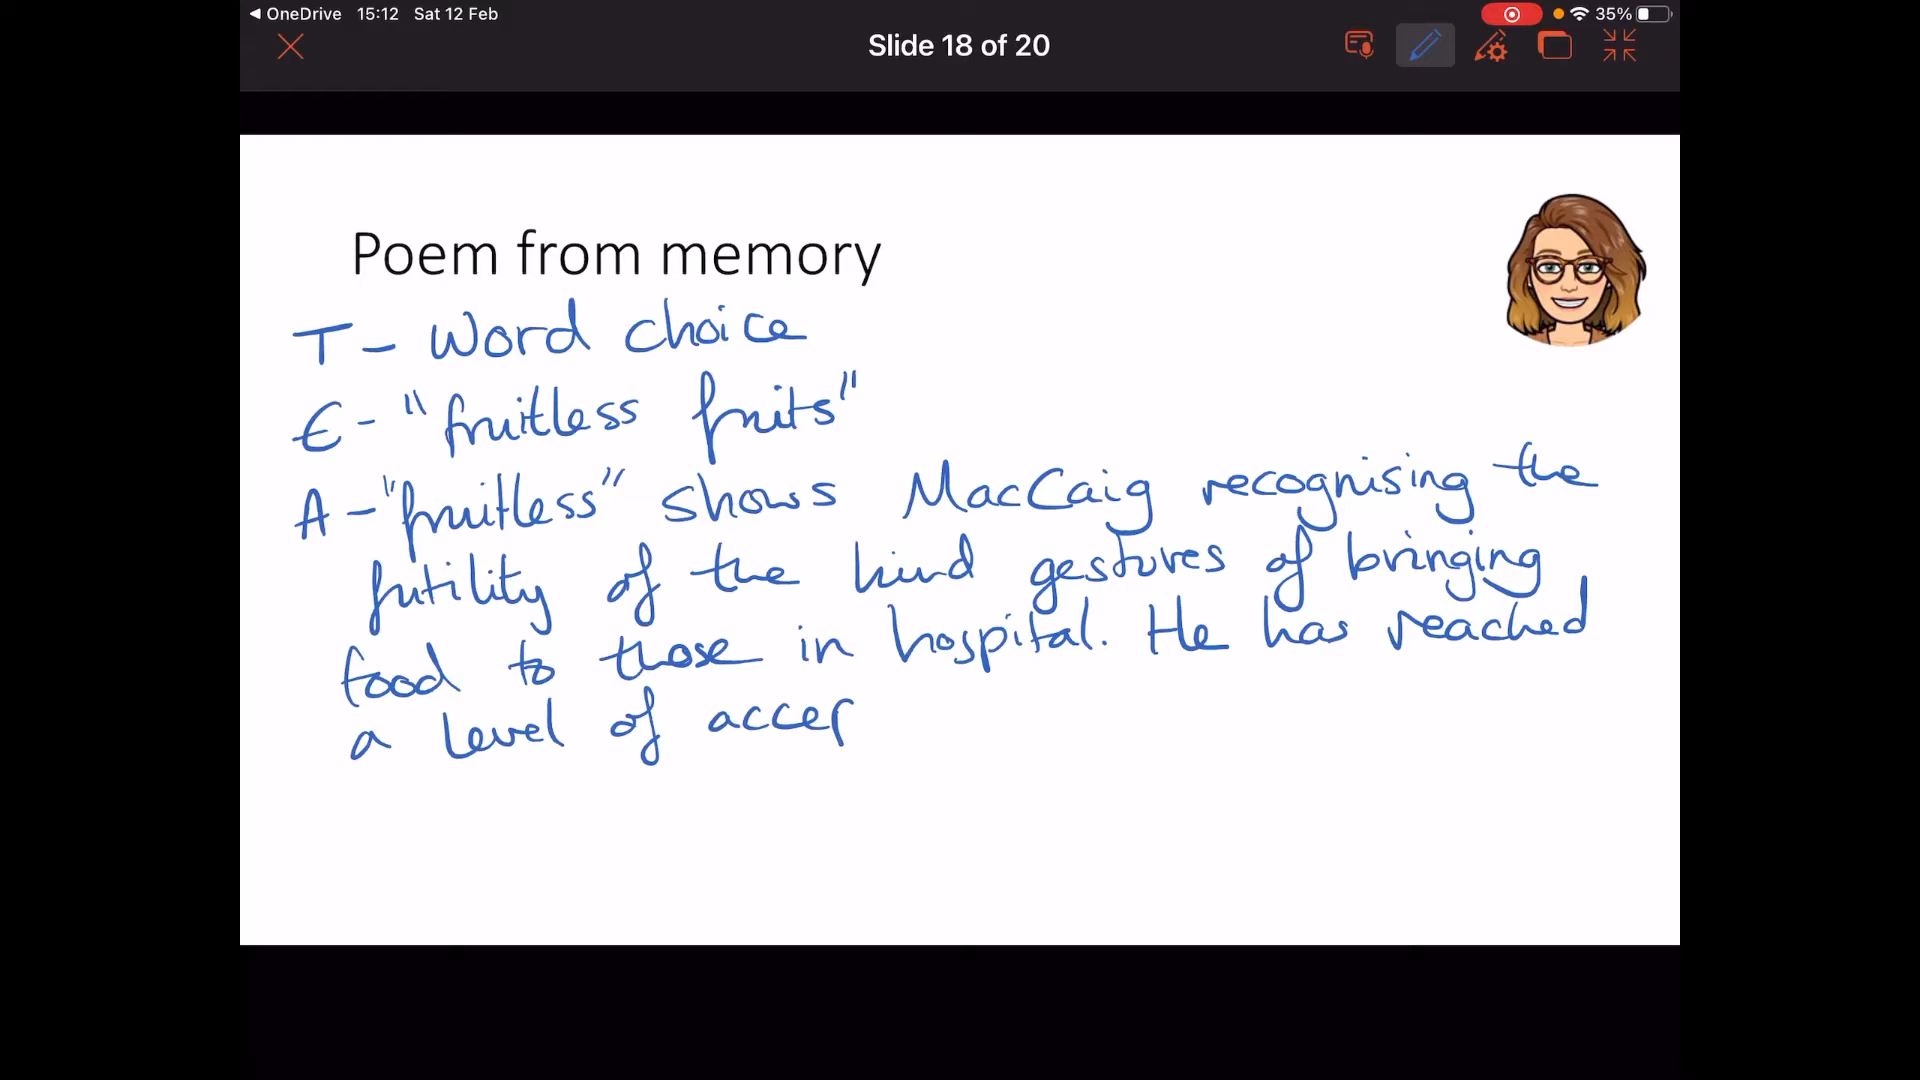 OneDrive 15:12 Sat 12 Feb 35%
Slide 18 of 20
Poem from memory
T - Word choice
E - "fruitless fruits"
A - "fruitless" shows MacCaig recognising the
futility of the kind gestures of bringing
food to those in hospital. He has reached
a level of accep